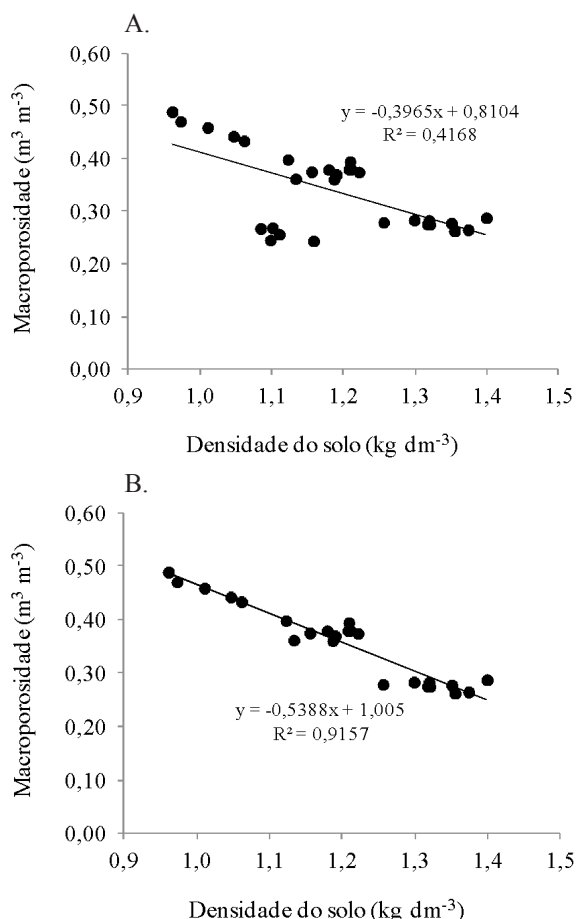 A.
0,60
0,50
0,40
0,30
0,20
0,10
0,00
Macroporosidade (m³ m⁻³)
y = -0,3965x + 0,8104
R² = 0,4168
0,9 1,0 1,1 1,2 1,3 1,4 1,5
Densidade do solo (kg dm⁻³)
B.
0,60
0,50
0,40
0,30
0,20
0,10
0,00
Macroporosidade (m³ m⁻³)
y = -0,5388x + 1,005
R² = 0,9157
0,9 1,0 1,1 1,2 1,3 1,4 1,5
Densidade do solo (kg dm⁻³)